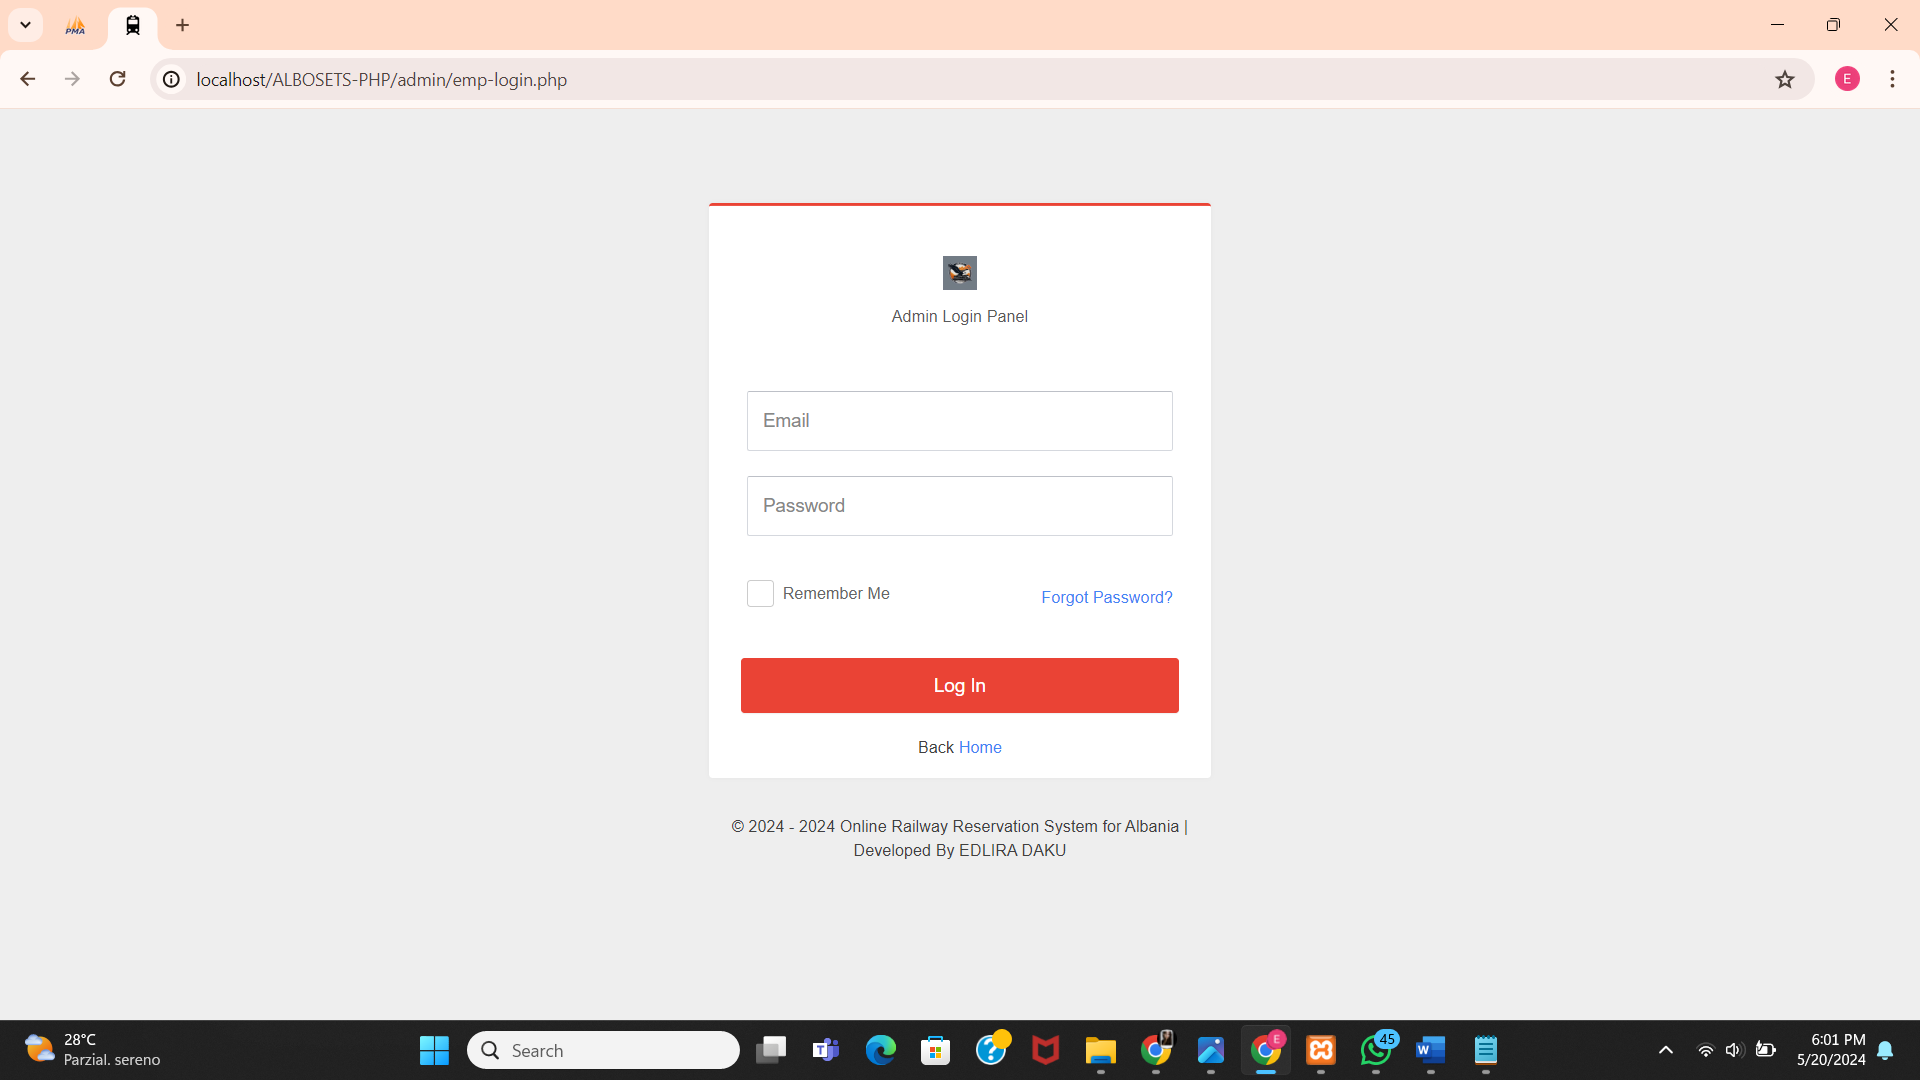 PMA
localhost/ALBOSETS-PHP/admin/emp-login.php
E
Admin Login Panel
Email
Password
Remember Me
Forgot Password?
Log In
Back Home
© 2024 - 2024 Online Railway Reservation System for Albania |
Developed By EDLIRA DAKU
28°C
Parzial. sereno
Search
T
?
E
45
W
6:01 PM
5/20/2024